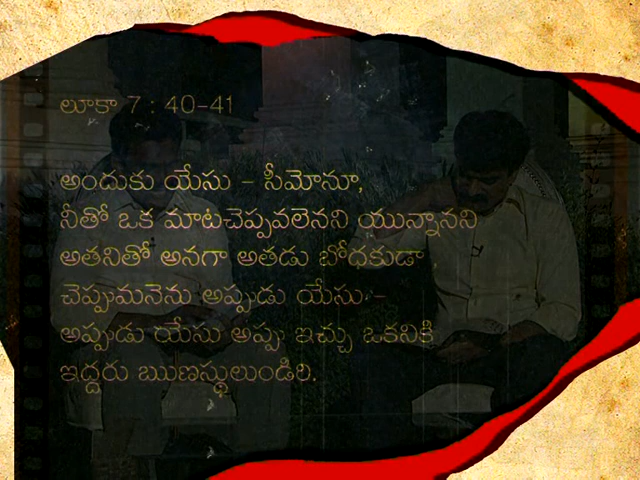 లూకా 7 : 40-41
అందుకు యేసు - సీమోనూ,
నీతో ఒక మాటచెప్పవలెనని యున్నానని
అతనితో అనగా అతడు బోధకుడా
చెప్పుమనెను అప్పుడు యేసు -
అప్పుడు యేసు అప్పు ఇచ్చు ఒకనికి
ఇద్దరు ఋణస్థులుండిరి.